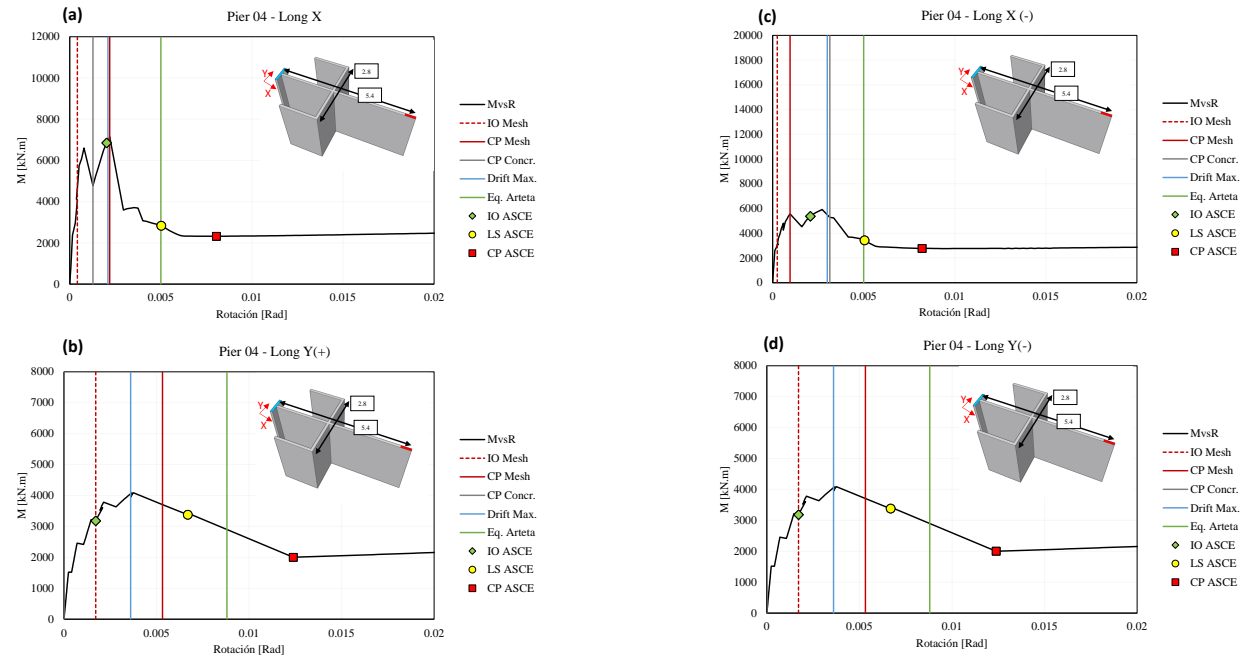 (a)
Pier 04 - Long X
12000
10000
8000
6000
4000
2000
0
M [kN.m]
0
0.005
0.01
0.015
0.02
Rotación [Rad]
Y
X
2.8
5.4
MvsR
IO Mesh
CP Mesh
CP Concr.
Drift Max.
Eq. Arteta
IO ASCE
LS ASCE
CP ASCE
(c)
Pier 04 - Long X (-)
20000
18000
16000
14000
12000
10000
8000
6000
4000
2000
0
M [kN.m]
0
0.005
0.01
0.015
0.02
Rotación [Rad]
Y
X
2.8
5.4
MvsR
IO Mesh
CP Mesh
CP Concr.
Drift Max.
Eq. Arteta
IO ASCE
LS ASCE
CP ASCE
(b)
Pier 04 - Long Y(+)
8000
7000
6000
5000
4000
3000
2000
1000
0
M [kN.m]
0
0.005
0.01
0.015
0.02
Rotación [Rad]
Y
X
2.8
5.4
MvsR
IO Mesh
CP Mesh
CP Concr.
Drift Max.
Eq. Arteta
IO ASCE
LS ASCE
CP ASCE
(d)
Pier 04 - Long Y(-)
8000
7000
6000
5000
4000
3000
2000
1000
0
M [kN.m]
0
0.005
0.01
0.015
0.02
Rotación [Rad]
Y
X
2.8
5.4
MvsR
IO Mesh
CP Mesh
CP Concr.
Drift Max.
Eq. Arteta
IO ASCE
LS ASCE
CP ASCE